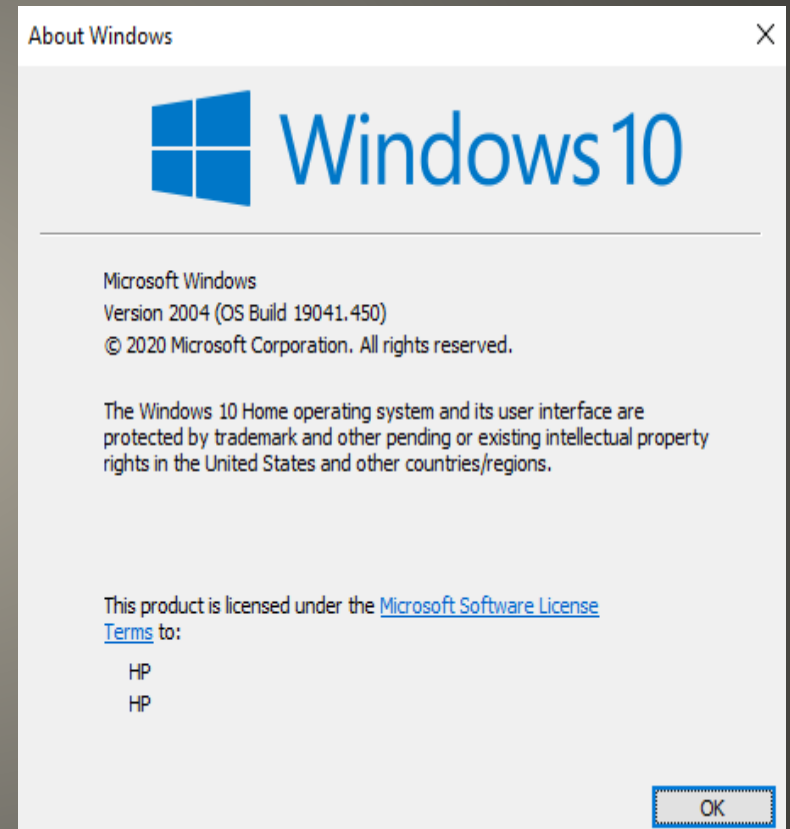 About Windows
Windows 10
Microsoft Windows
Version 2004 (OS Build 19041.450)
© 2020 Microsoft Corporation. All rights reserved.
The Windows 10 Home operating system and its user interface are
protected by trademark and other pending or existing intellectual property
rights in the United States and other countries/regions.
This product is licensed under the Microsoft Software License
Terms to:
HP
HP
OK